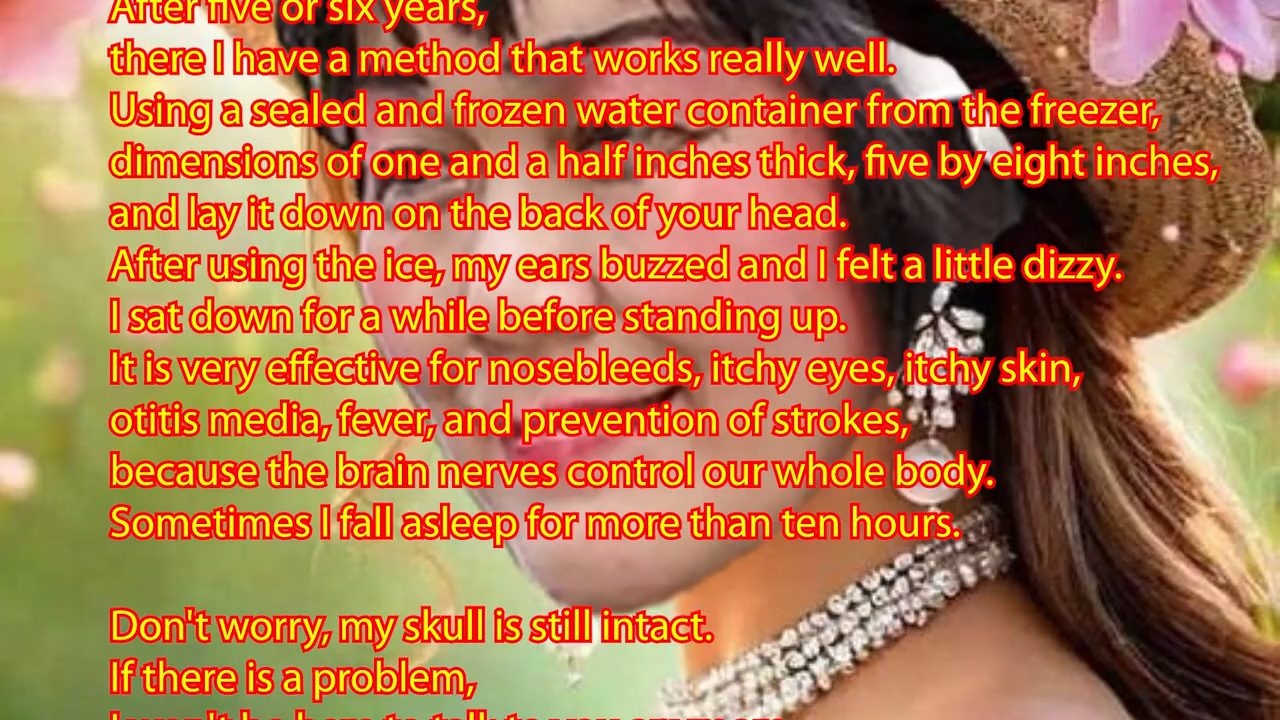 After five or six years,
there I have a method that works really well.
Using a sealed and frozen water container from the freezer,
dimensions of one and a half inches thick, five by eight inches,
and lay it down on the back of your head.
After using the ice, my ears buzzed and I felt a little dizzy.
I sat down for a while before standing up.
It is very effective for nosebleeds, itchy eyes, itchy skin,
otitis media, fever, and prevention of strokes,
because the brain nerves control our whole body.
Sometimes I fall asleep for more than ten hours.
Don't worry, my skull is still intact.
If there is a problem,